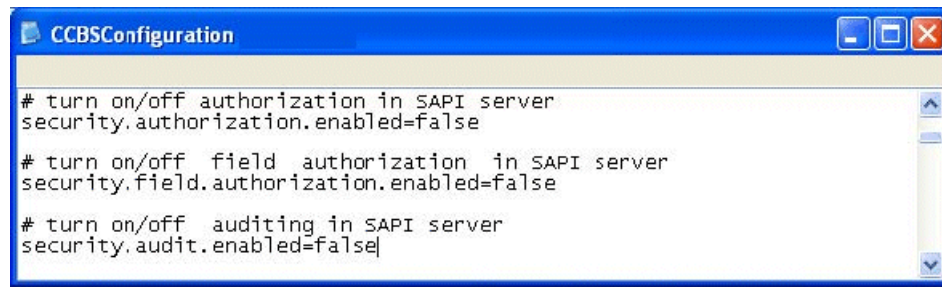 CCBSConfiguration
# turn on/off authorization in SAPI server
security.authorization.enabled=false
# turn on/off  field  authorization  in SAPI server
security.field.authorization.enabled=false
# turn on/off  auditing in SAPI server
security.audit.enabled=false